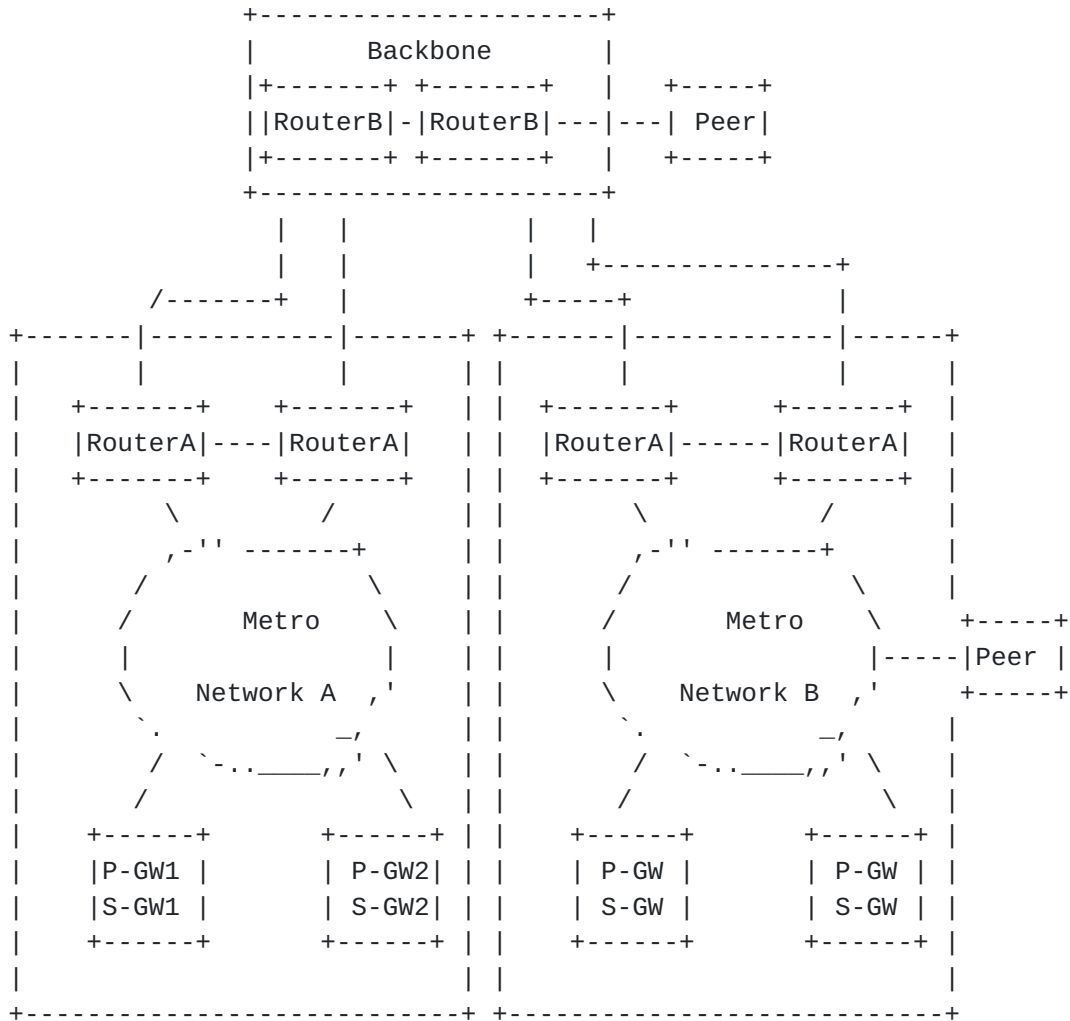 Backbone
RouterB RouterB Peer
RouterA RouterA RouterA RouterA
Metro Metro
Peer
Network A Network B
P-GW1 P-GW2 P-GW P-GW
S-GW1 S-GW2 S-GW S-GW